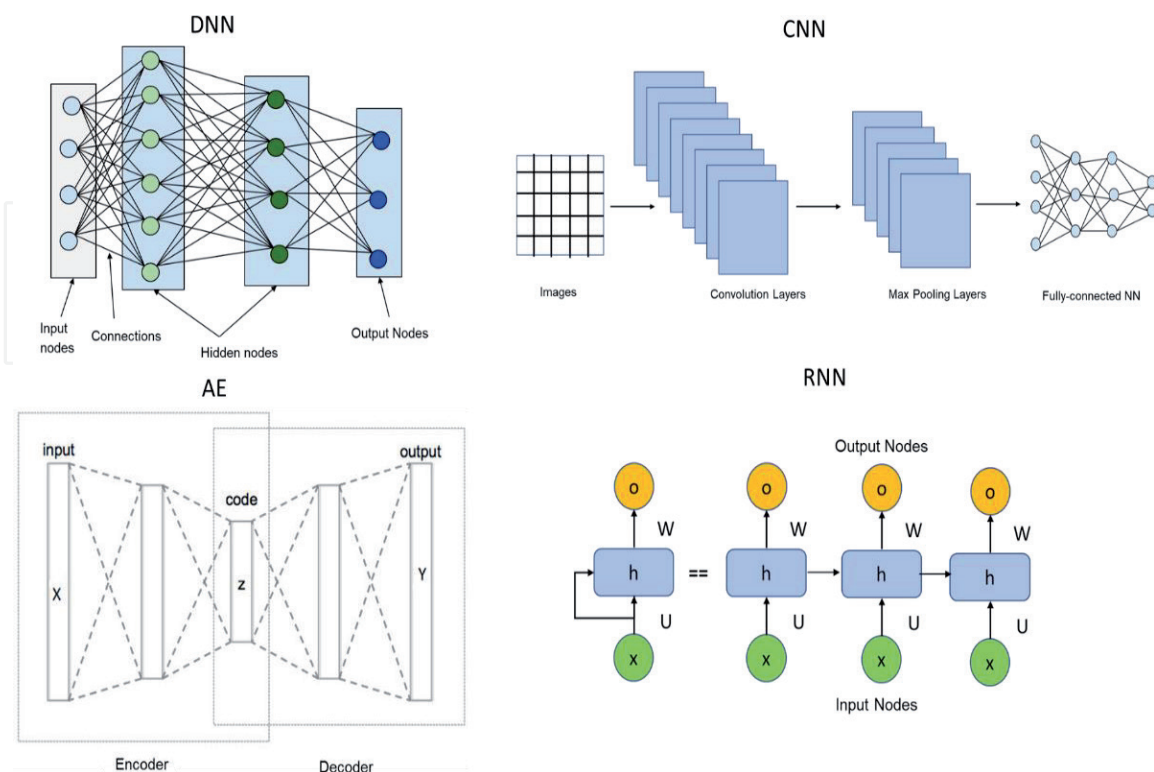 DNN
Input
nodes
Connections
Hidden nodes
Output Nodes
CNN
Images
Convolution Layers
Max Pooling Layers
Fully-connected NN
AE
input
code
output
X
z
Y
Encoder
Decoder
RNN
Output Nodes
o
o
o
o
W
W
W
W
h
==
h
h
h
U
U
U
U
x
x
x
x
Input Nodes